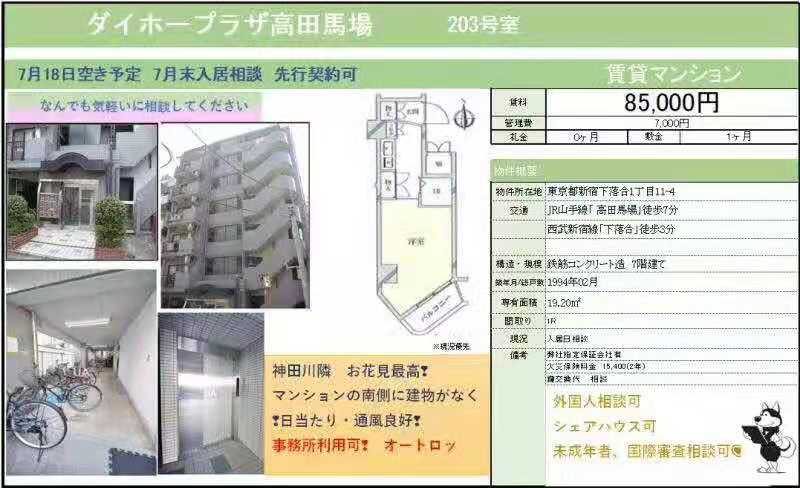 ダイホープラザ高田馬場 203号室
7月18日空き予定 7月末入居相談 先行契約可
賃貸マンション
なんでも気軽いに相談してください
賃料 85,000円
管理費 7,000円
礼金 0ヶ月 敷金 1ヶ月
物件概要
物件所在地 東京都新宿下落合1丁目11-4
交通 JR山手線「高田馬場」徒歩7分
西武新宿線「下落合」徒歩3分
構造・規模 鉄筋コンクリート造 7階建て
築年月/総戸数 1994年02月
専有面積 19.20㎡
間取り 1R
現況 入居日相談
備考 弊社指定保証会社有
火災保険料金 15,400(2年)
鍵交換代 相談
玄関
洋室
バルコニー
※現況優先
神田川隣 お花見最高❢
マンションの南側に建物がなく
❢日当たり・通風良好❢
事務所利用可❢ オートロッ
外国人相談可
シェアハウス可
未成年者、国際審査相談可